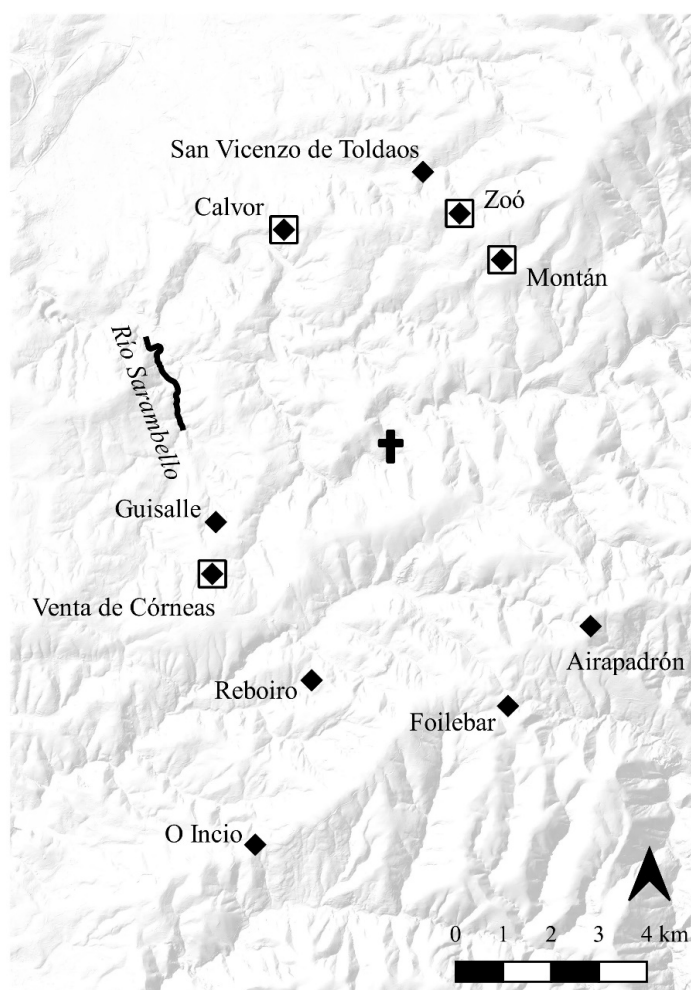 San Vicenzo de Toldaos
Calvor
Zoó
Montán
Río Sarambello
Guisalle
Venta de Córneas
Airapadrón
Reboiro
Foilebar
O Incio
0 1 2 3 4 km